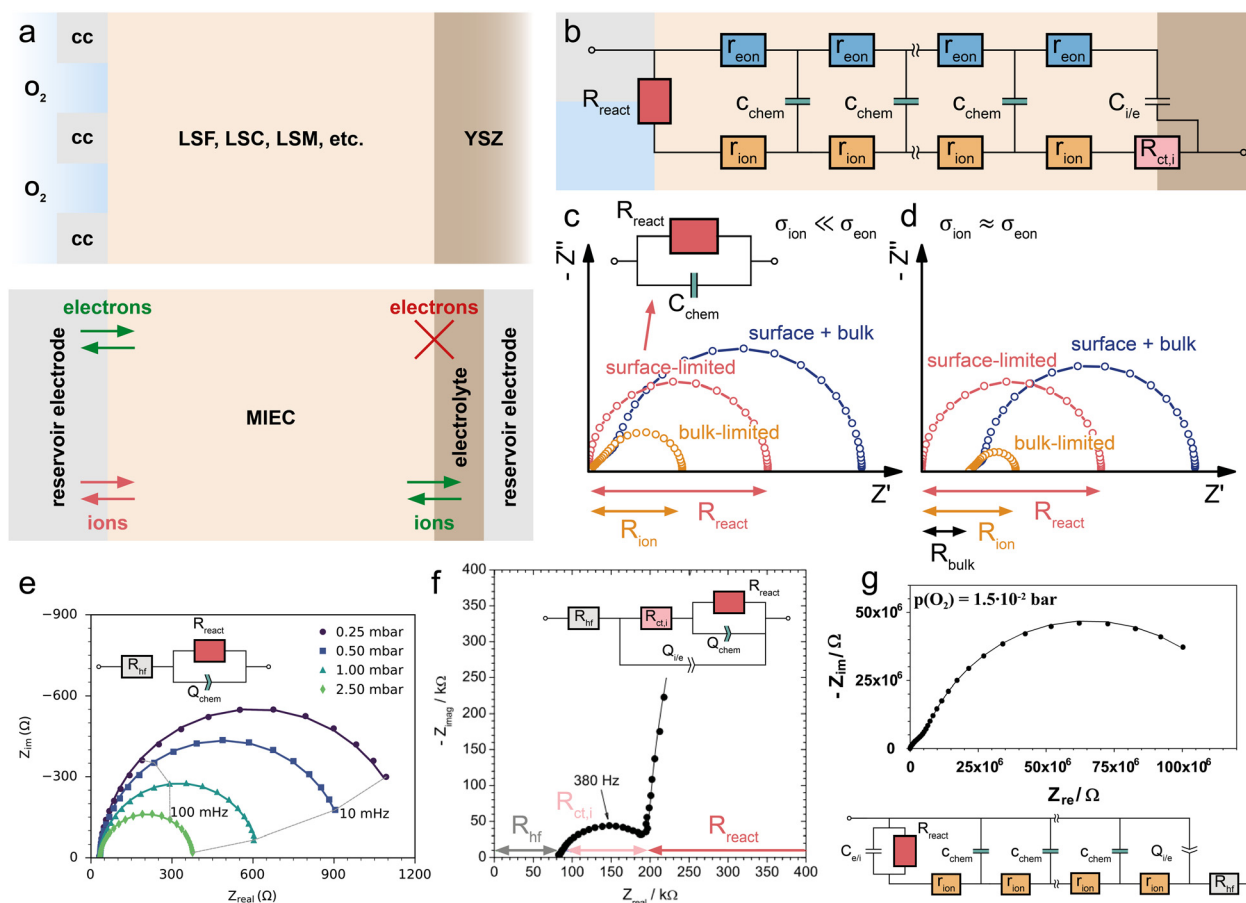 a
cc
O2
cc
O2
cc
LSF, LSC, LSM, etc.
YSZ
reservoir electrode
electrons
ions
MIEC
electrons
ions
electrolyte
reservoir electrode
b
Rreact
reon
reon
reon
reon
cchem
cchem
cchem
Ci/e
rion
rion
rion
rion
Rct,i
c
Rreact
Cchem
σion ≪ σeon
- Z''
surface + bulk
surface-limited
bulk-limited
Z'
Rreact
Rion
d
σion ≈ σeon
- Z''
surface-limited
surface + bulk
bulk-limited
Z'
Rreact
Rion
Rbulk
e
Rhf
Rreact
Qchem
0.25 mbar
0.50 mbar
1.00 mbar
2.50 mbar
Zim (Ω)
−900
−600
−300
0
100 mHz
10 mHz
0
300
600
900
1200
Zreal (Ω)
f
- Zimag / kΩ
400
350
300
250
200
150
100
50
0
Rhf
Rct,i
Rreact
Qchem
Qi/e
380 Hz
Rhf
Rct,i
Rreact
0
50
100
150
200
250
300
350
400
Zreal / kΩ
g
p(O2) = 1.5·10-2 bar
- Zim/ Ω
50x106
25x106
0
0
25x106
50x106
75x106
100x106
Zre/ Ω
Ce/i
Rreact
cchem
cchem
cchem
Qi/e
rion
rion
rion
rion
Rhf